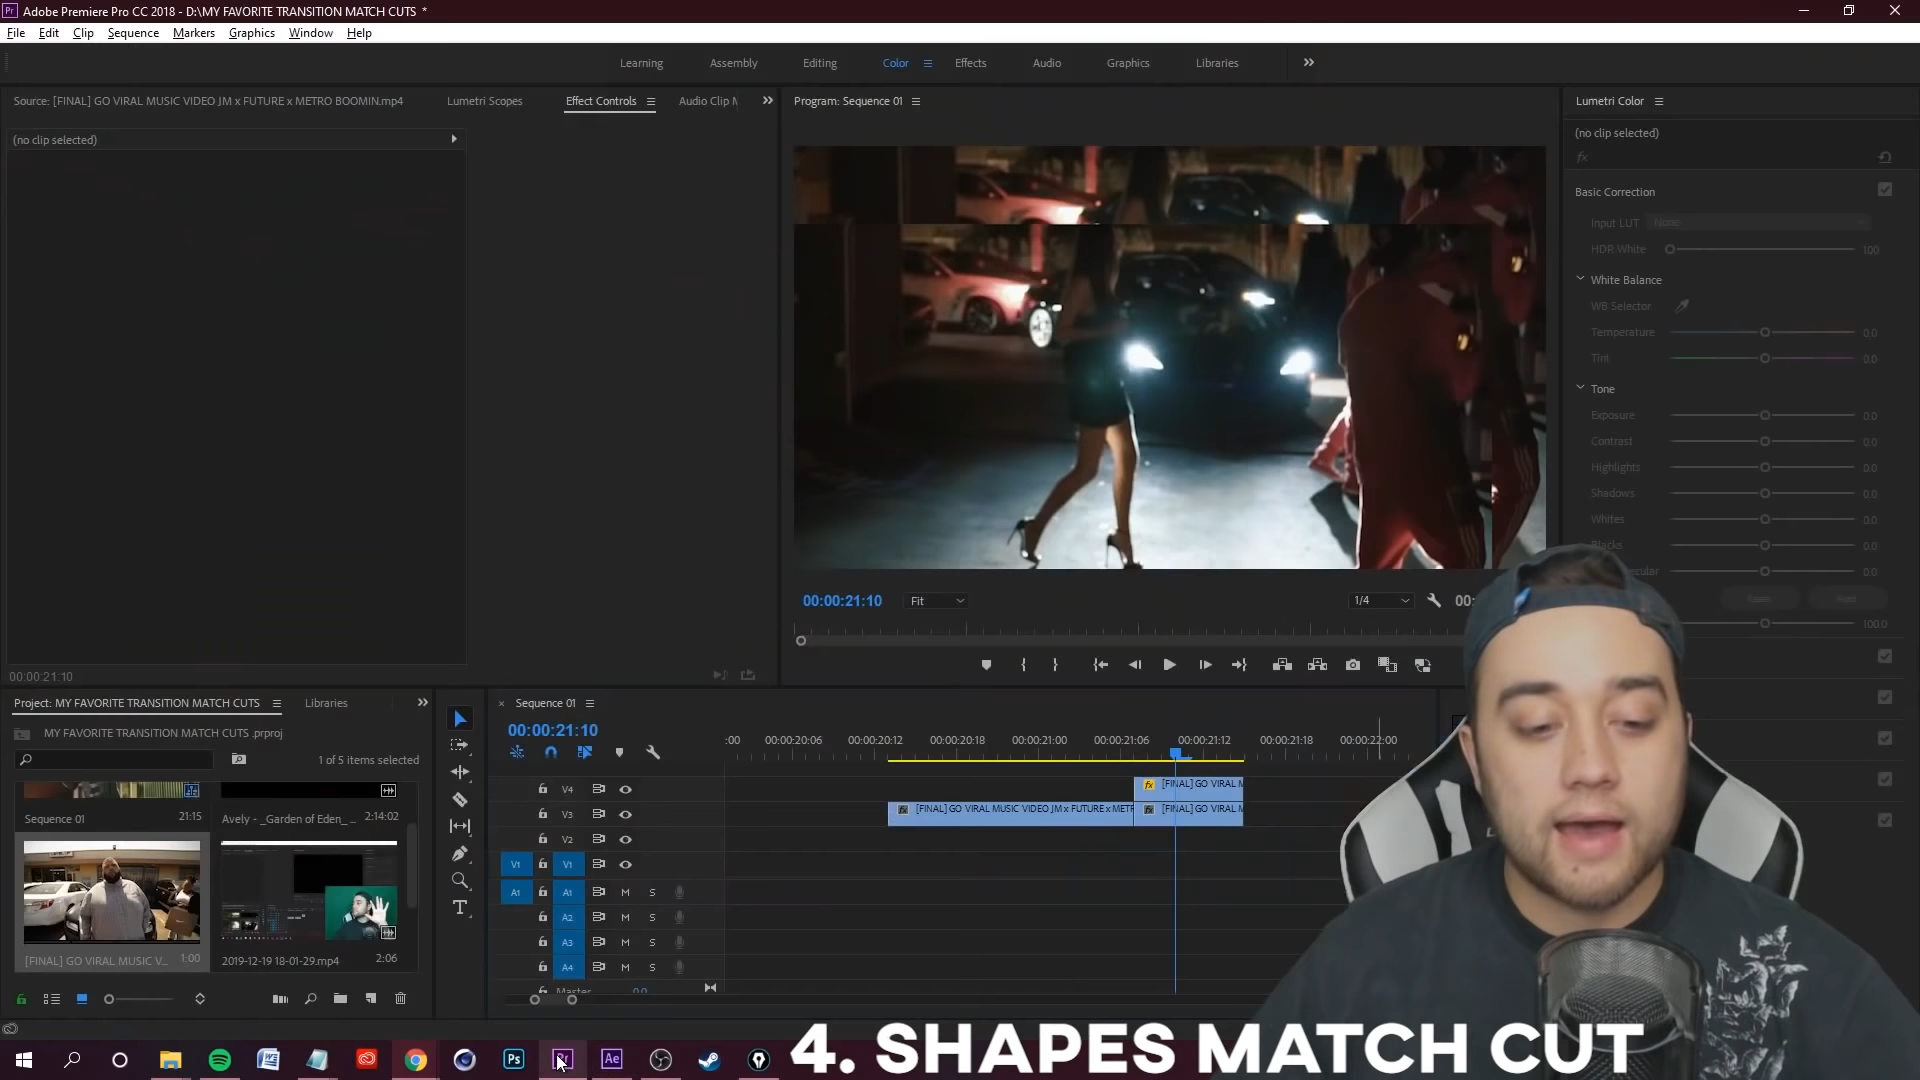 Adobe Premiere Pro CC 2018 - D:\MY FAVORITE TRANSITION MATCH CUTS *
File Edit Clip Sequence Markers Graphics Window Help
Learning Assembly Editing Color Effects Audio Graphics Libraries
Source: [FINAL] GO VIRAL MUSIC VIDEO JM x FUTURE x METRO BOOMIN.mp4 Lumetri Scopes Effect Controls Audio Clip M
(no clip selected)
00:00:21:10
Program: Sequence 01
00:00:21:10 Fit 1/4 00:
Lumetri Color
(no clip selected)
fx
Basic Correction
Input LUT None
HDR White 100
White Balance
WB Selector
Temperature 0.0
Tint 0.0
Tone
Exposure 0.0
Contrast 0.0
Highlights 0.0
Shadows 0.0
Whites 0.0
Blacks 0.0
ecular 0.0
100.0
Project: MY FAVORITE TRANSITION MATCH CUTS Libraries
MY FAVORITE TRANSITION MATCH CUTS .prproj
1 of 5 items selected
Sequence 01 21:15
Avely - _Garden of Eden_ _... 2:14:02
[FINAL] GO VIRAL MUSIC V... 1:00
2019-12-19 18-01-29.mp4 2:06
Sequence 01
00:00:21:10
:00 00:00:20:06 00:00:20:12 00:00:20:18 00:00:21:00 00:00:21:06 00:00:21:12 00:00:21:18 00:00:22:00
V4 fx [FINAL] GO VIRAL M
V3 fx [FINAL] GO VIRAL MUSIC VIDEO JM x FUTURE x METR fx [FINAL] GO VIRAL M
V2
V1 V1
A1 A1 M S
A2 M S
A3 M S
A4 M S
Master 0.0
Ps Pr Ae
4. SHAPES MATCH CUT